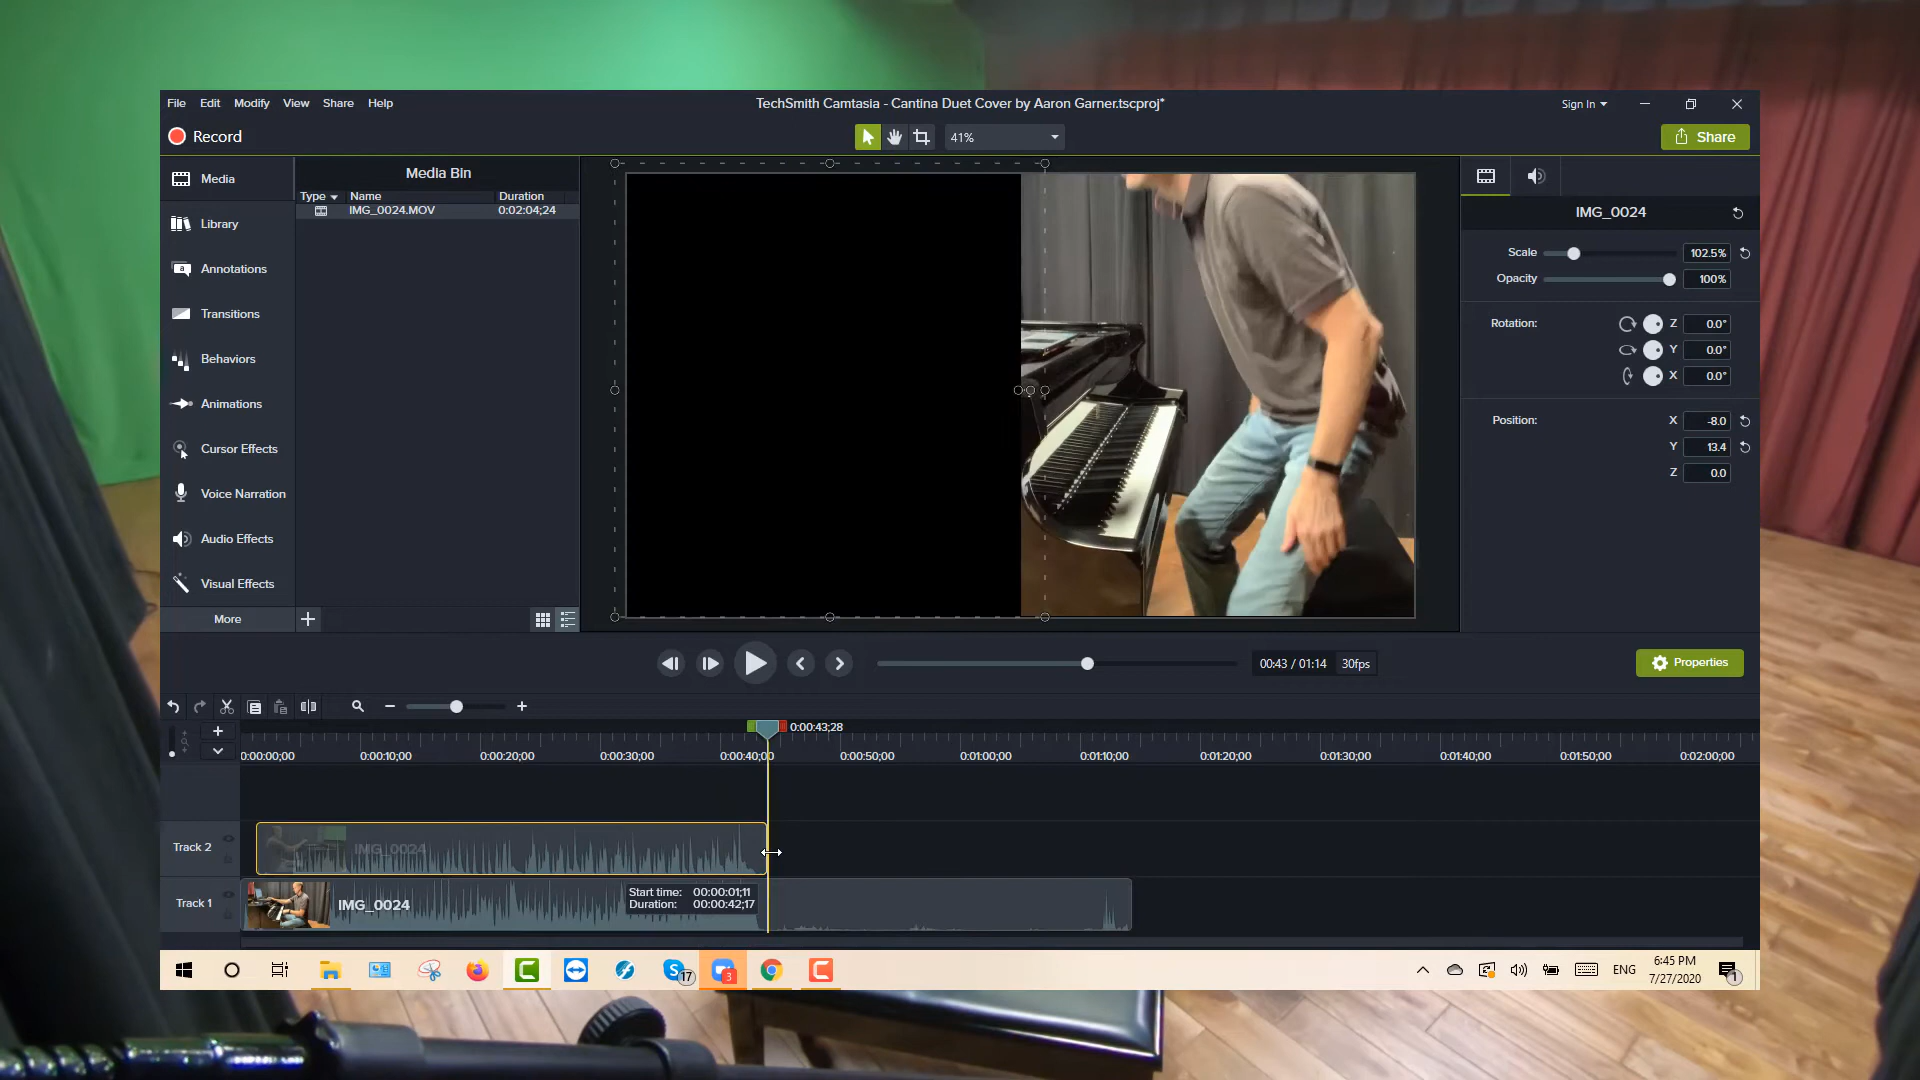 File Edit Modify View Share Help
TechSmith Camtasia - Cantina Duet Cover by Aaron Garner.tscproj*
Sign In
Record
41%
Share
Media
Library
Annotations
Transitions
Behaviors
Animations
Cursor Effects
Voice Narration
Audio Effects
Visual Effects
More
Media Bin
Type Name Duration
IMG_0024.MOV 0:02:04;24
IMG_0024
Scale 102.5%
Opacity 100%
Rotation: Z 0.0°
Y 0.0°
X 0.0°
Position: X -8.0
Y 13.4
Z 0.0
00:43 / 01:14 30fps
Properties
0:00:43;28
0:00:00;00 0:00:10;00 0:00:20;00 0:00:30;00 0:00:40;00 0:00:50;00 0:01:00;00 0:01:10;00 0:01:20;00 0:01:30;00 0:01:40;00 0:01:50;00 0:02:00;00
Track 2
IMG_0024
Track 1
IMG_0024
Start time: 00:00:01;11
Duration: 00:00:42;17
17
3
ENG
6:45 PM
7/27/2020
1